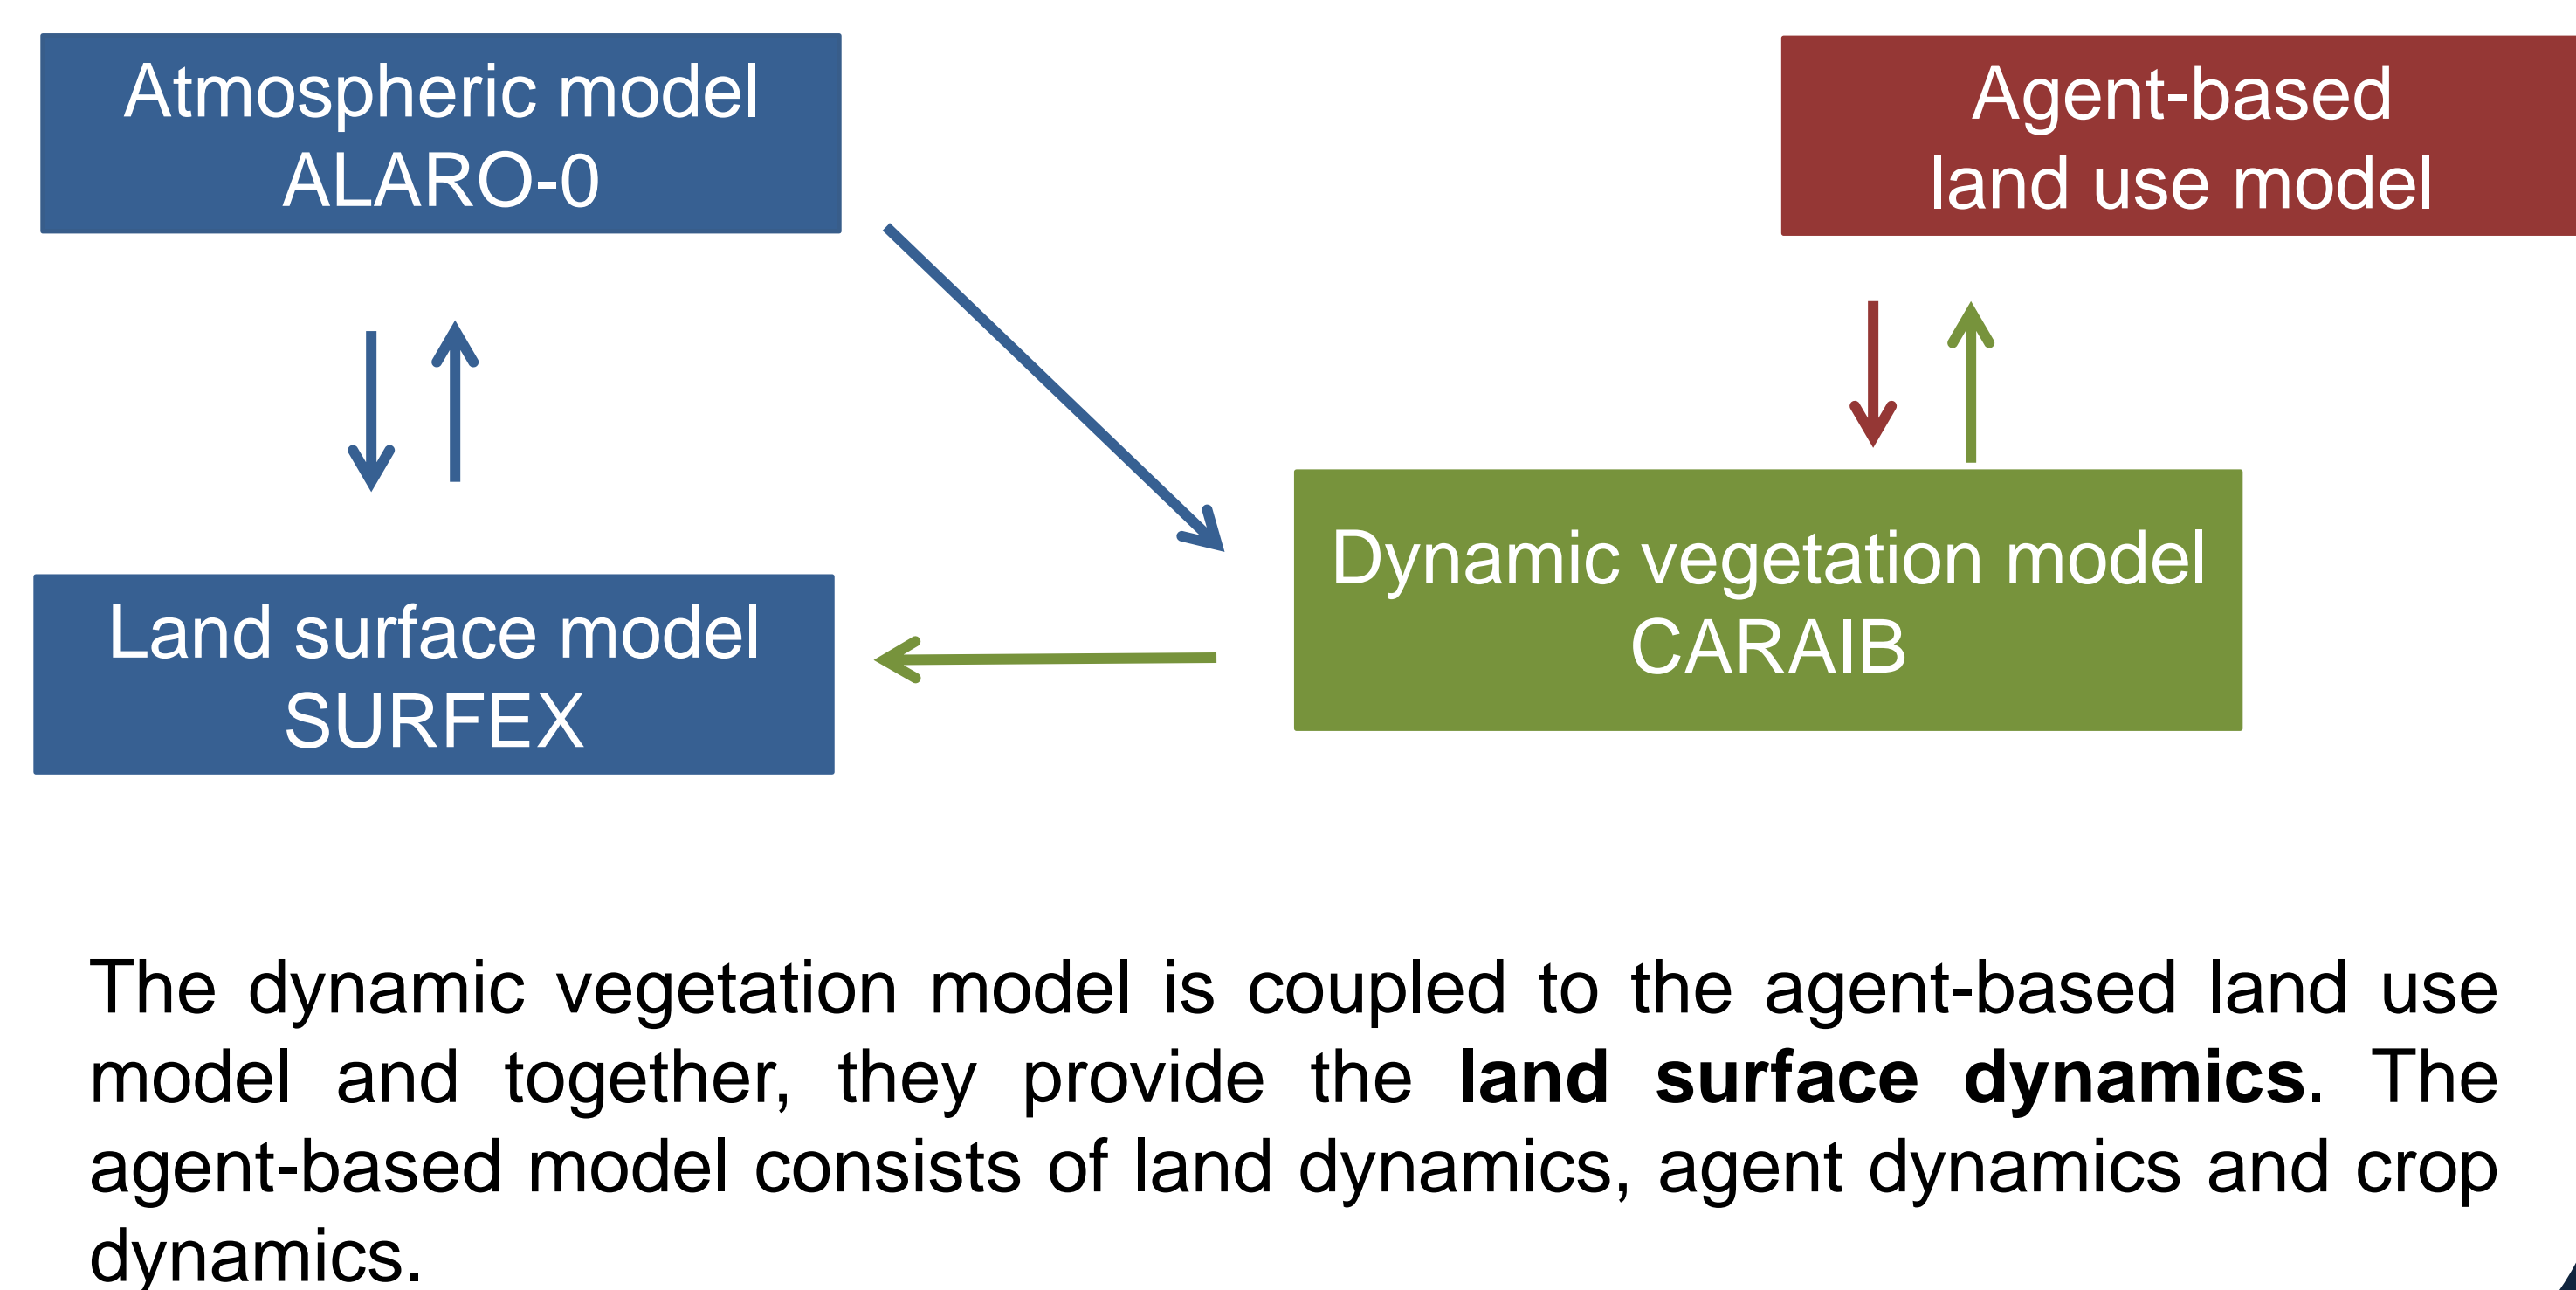 Atmospheric model
ALARO-0
Agent-based
land use model
Land surface model
SURFEX
Dynamic vegetation model
CARAIB
The dynamic vegetation model is coupled to the agent-based land use
model and together, they provide the land surface dynamics. The
agent-based model consists of land dynamics, agent dynamics and crop
dynamics.